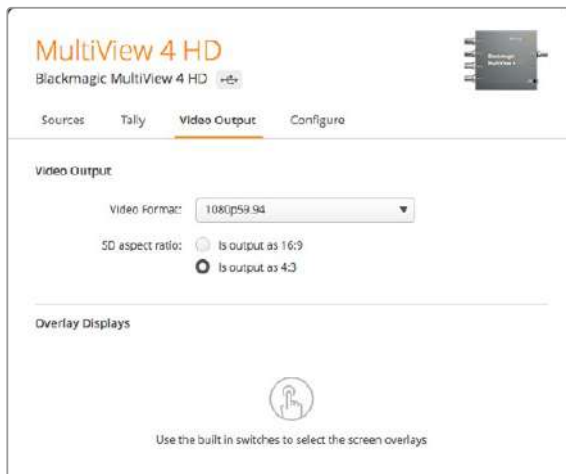 MultiView 4 HD
Blackmagic MultiView 4 HD
Sources Tally Video Output Configure
Video Output
Video Format: 1080p59.94
SD aspect ratio: Is output as 16:9
Is output as 4:3
Overlay Displays
Use the built in switches to select the screen overlays